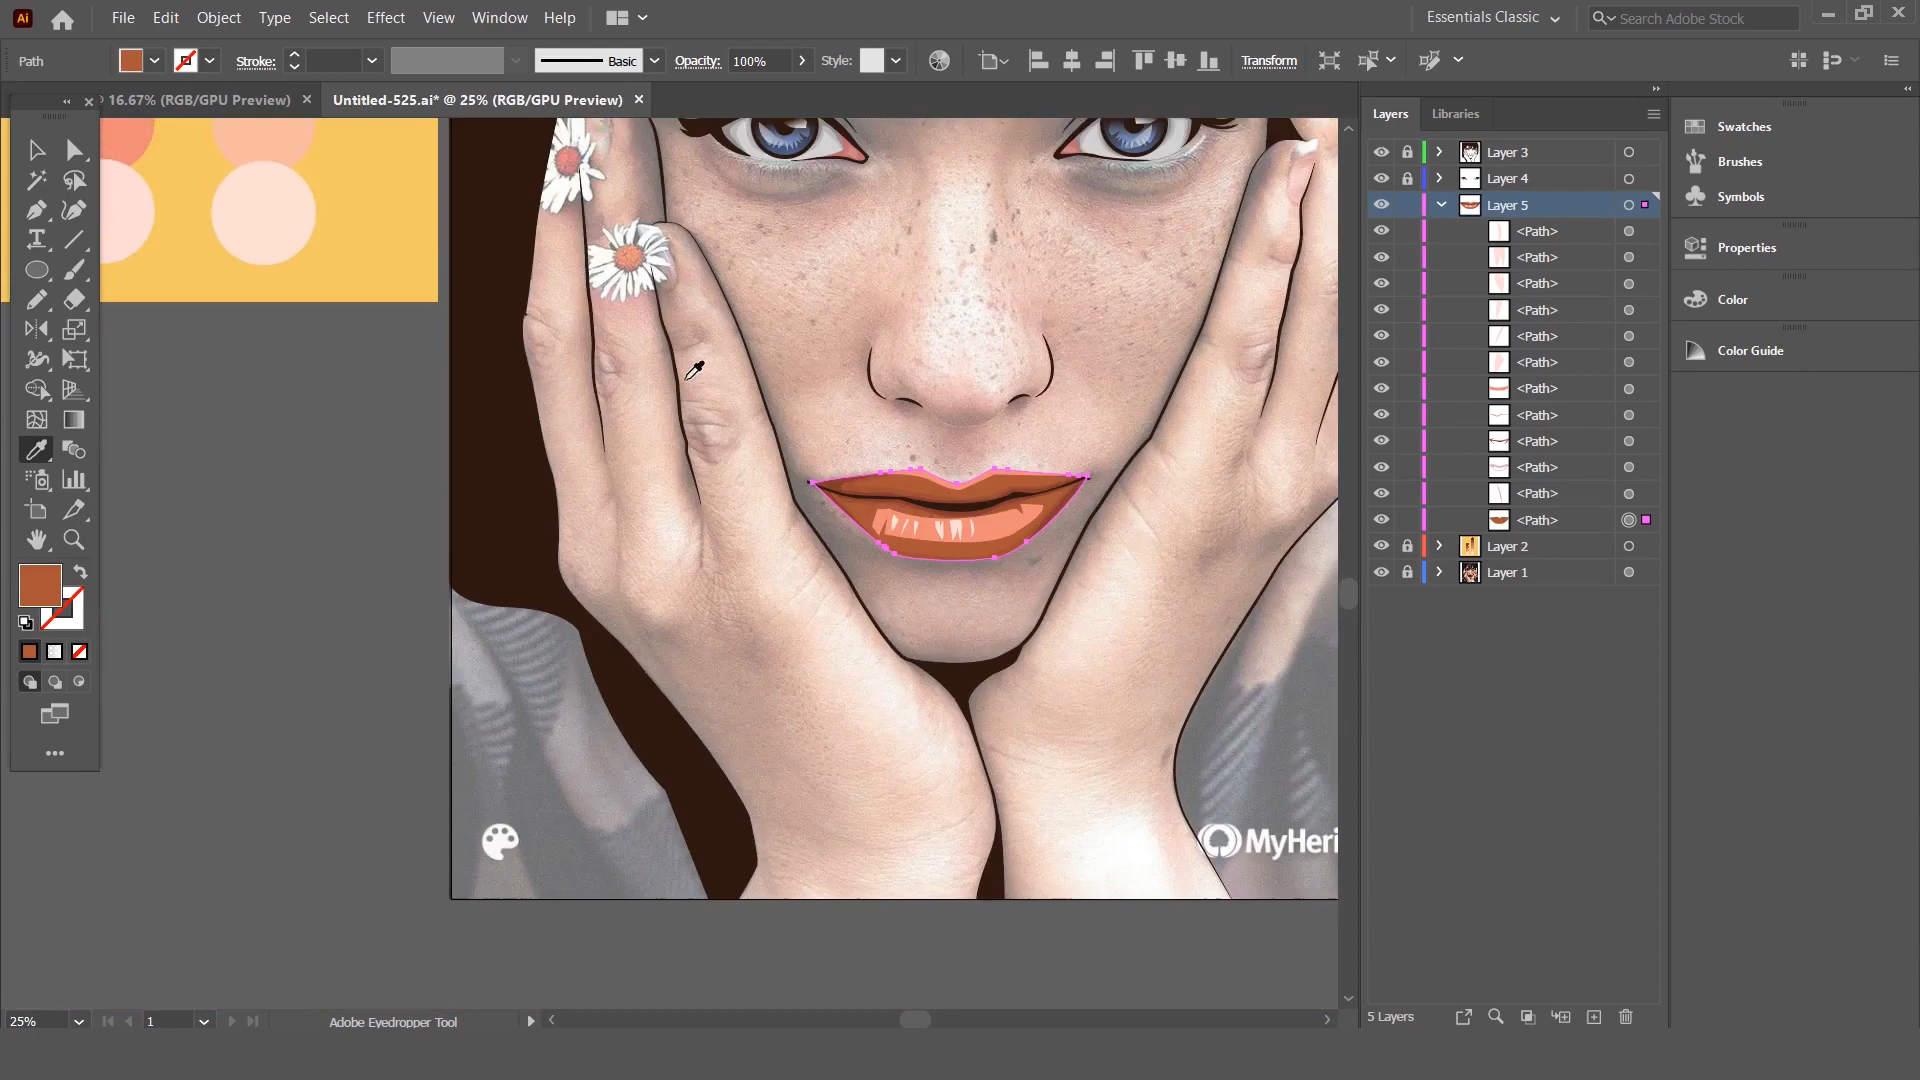 Ai File Edit Object Type Select Effect View Window Help Essentials Classic Search Adobe Stock
Path Stroke: Basic Opacity: 100% Style: Transform
16.67% (RGB/GPU Preview) × Untitled-525.ai* @ 25% (RGB/GPU Preview) ×
Layers Libraries
Layer 3
Layer 4
Layer 5
<Path>
<Path>
<Path>
<Path>
<Path>
<Path>
<Path>
<Path>
<Path>
<Path>
<Path>
<Path>
Layer 2
Layer 1
Swatches
Brushes
Symbols
Properties
Color
Color Guide
MyHeri
25% 1 Adobe Eyedropper Tool
5 Layers